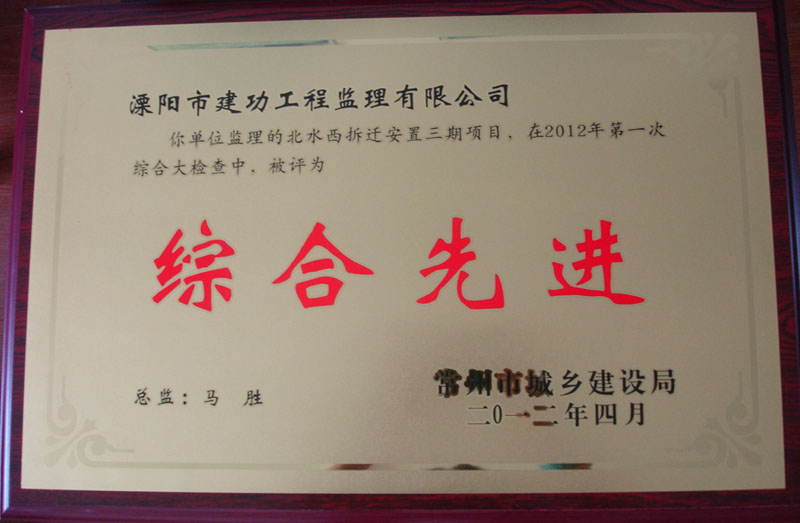 溧阳市建功工程监理有限公司
你单位监理的北水西拆迁安置三期项目，在2012年第一次
综合大检查中，被评为
综合先进
总监：马 胜
常州市城乡建设局
二0一二年四月